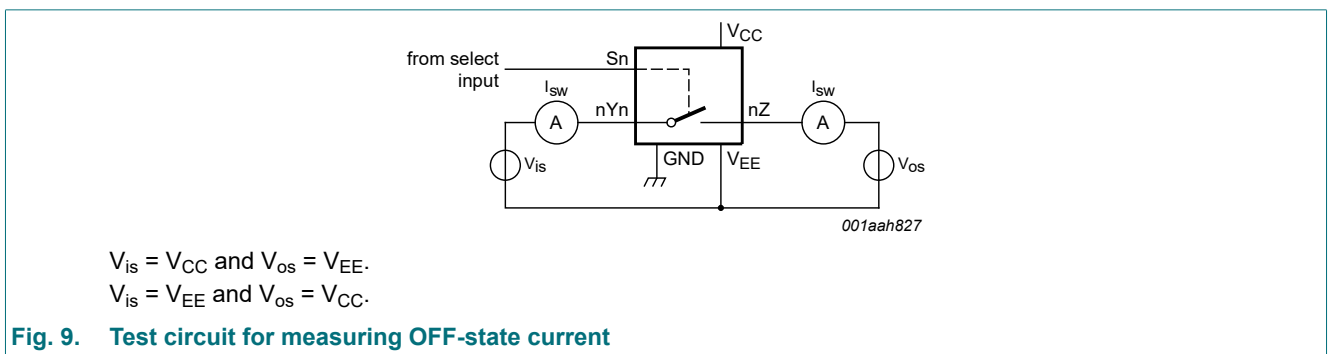 VCC
from select
input
Sn
Isw
Isw
nYn
nZ
A
A
GND
VEE
Vis
Vos
001aah827
Vis = VCC and Vos = VEE.
Vis = VEE and Vos = VCC.
Fig. 9. Test circuit for measuring OFF-state current